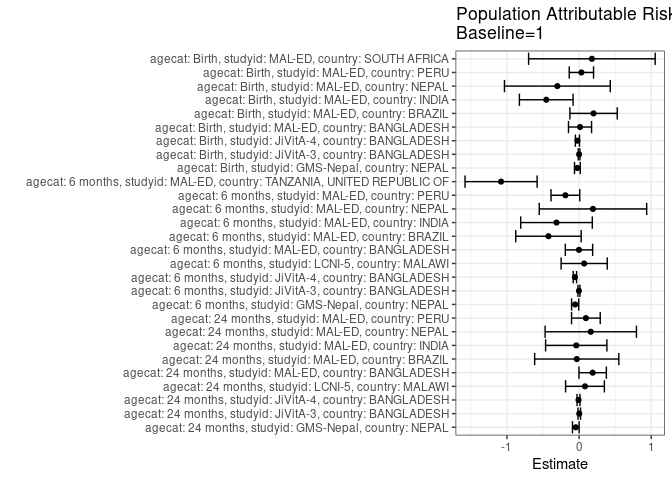 Population Attributable Risk
Baseline=1
agecat: Birth, studyid: MAL-ED, country: SOUTH AFRICA
agecat: Birth, studyid: MAL-ED, country: PERU
agecat: Birth, studyid: MAL-ED, country: NEPAL
agecat: Birth, studyid: MAL-ED, country: INDIA
agecat: Birth, studyid: MAL-ED, country: BRAZIL
agecat: Birth, studyid: MAL-ED, country: BANGLADESH
agecat: Birth, studyid: JiVitA-4, country: BANGLADESH
agecat: Birth, studyid: JiVitA-3, country: BANGLADESH
agecat: Birth, studyid: GMS-Nepal, country: NEPAL
agecat: 6 months, studyid: MAL-ED, country: TANZANIA, UNITED REPUBLIC OF
agecat: 6 months, studyid: MAL-ED, country: PERU
agecat: 6 months, studyid: MAL-ED, country: NEPAL
agecat: 6 months, studyid: MAL-ED, country: INDIA
agecat: 6 months, studyid: MAL-ED, country: BRAZIL
agecat: 6 months, studyid: MAL-ED, country: BANGLADESH
agecat: 6 months, studyid: LCNI-5, country: MALAWI
agecat: 6 months, studyid: JiVitA-4, country: BANGLADESH
agecat: 6 months, studyid: JiVitA-3, country: BANGLADESH
agecat: 6 months, studyid: GMS-Nepal, country: NEPAL
agecat: 24 months, studyid: MAL-ED, country: PERU
agecat: 24 months, studyid: MAL-ED, country: NEPAL
agecat: 24 months, studyid: MAL-ED, country: INDIA
agecat: 24 months, studyid: MAL-ED, country: BRAZIL
agecat: 24 months, studyid: MAL-ED, country: BANGLADESH
agecat: 24 months, studyid: LCNI-5, country: MALAWI
agecat: 24 months, studyid: JiVitA-4, country: BANGLADESH
agecat: 24 months, studyid: JiVitA-3, country: BANGLADESH
agecat: 24 months, studyid: GMS-Nepal, country: NEPAL
-1 0 1
Estimate